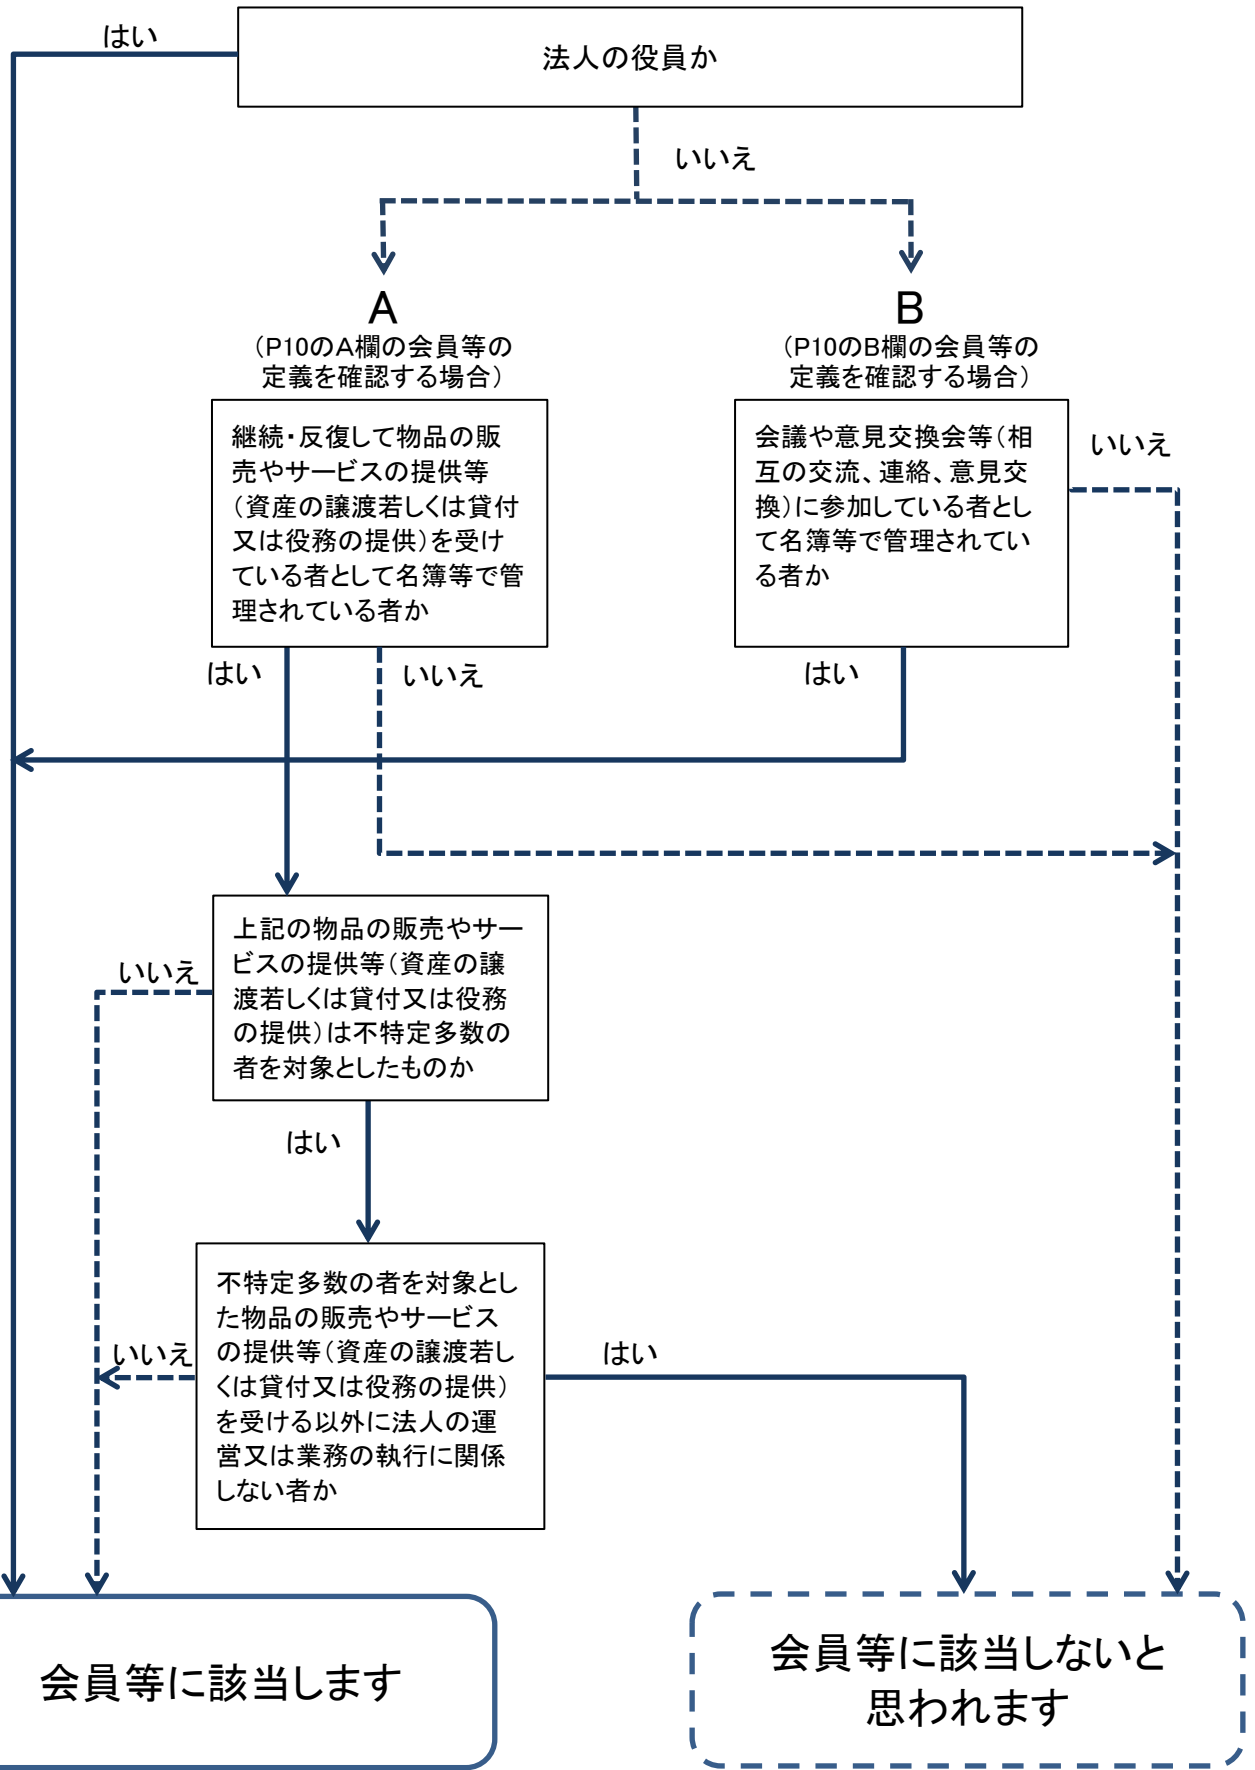 はい
法人の役員か
いいえ
A
（P10のA欄の会員等の
定義を確認する場合）
継続・反復して物品の販
売やサービスの提供等
（資産の譲渡若しくは貸付
又は役務の提供）を受け
ている者として名簿等で管
理されている者か
B
（P10のB欄の会員等の
定義を確認する場合）
会議や意見交換会等（相
互の交流、連絡、意見交
換）に参加している者とし
て名簿等で管理されてい
る者か
いいえ
はい
いいえ
はい
上記の物品の販売やサー
ビスの提供等（資産の譲
渡若しくは貸付又は役務
の提供）は不特定多数の
者を対象としたものか
いいえ
はい
不特定多数の者を対象とし
た物品の販売やサービス
の提供等（資産の譲渡若し
くは貸付又は役務の提供）
を受ける以外に法人の運
営又は業務の執行に関係
しない者か
いいえ
はい
会員等に該当します
会員等に該当しないと
思われます